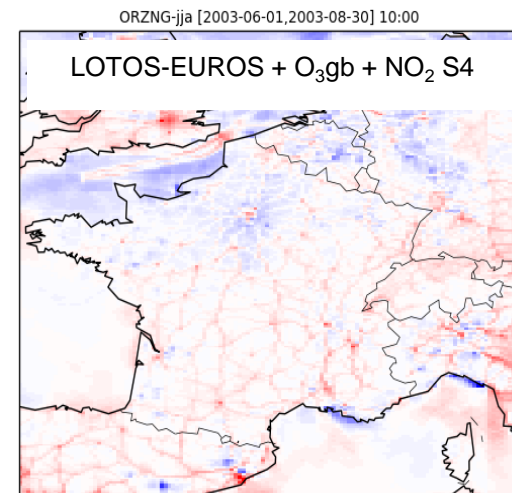 ORZNG-jja [2003-06-01,2003-08-30] 10:00
LOTOS-EUROS + O₃gb + NO₂ S4